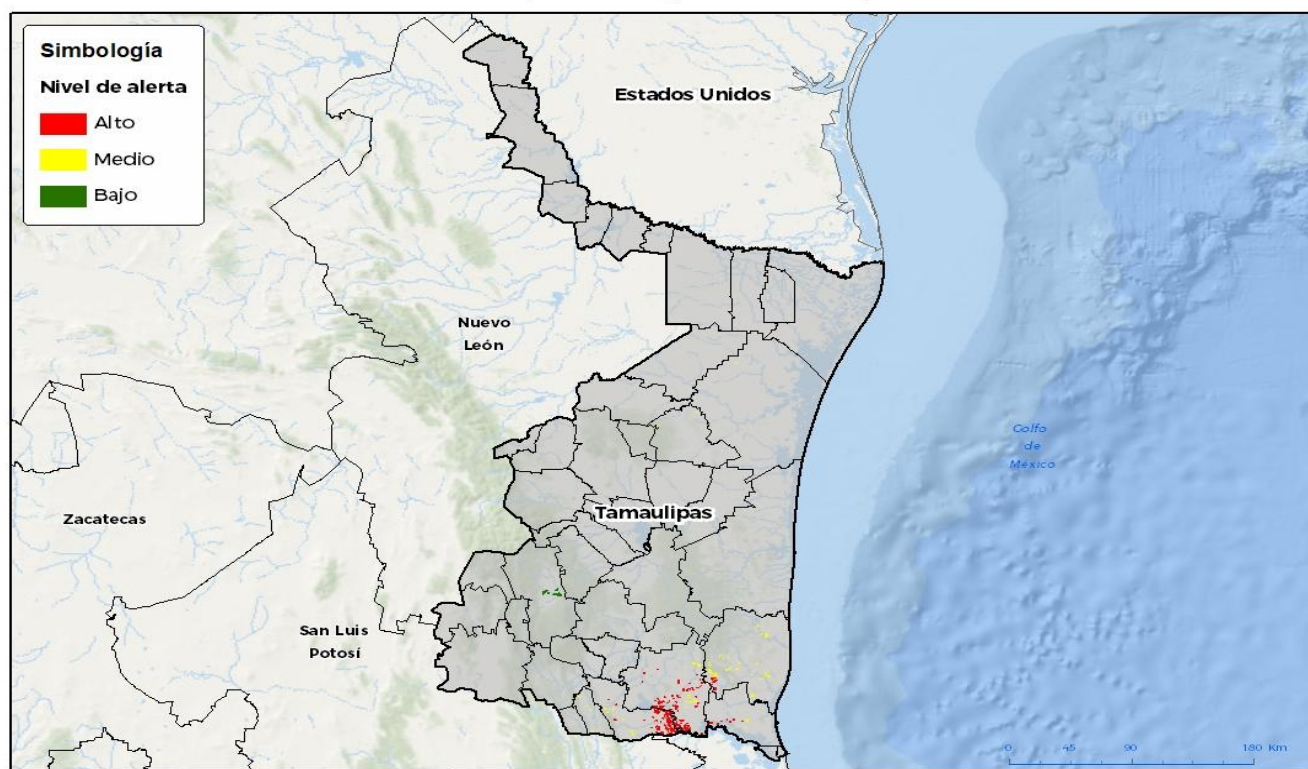 Simbología
Nivel de alerta
Alto
Medio
Bajo
Estados Unidos
Nuevo
León
Golfo
de
México
Zacatecas
Tamaulipas
San Luis
Potosí
0 45 90 180 Km